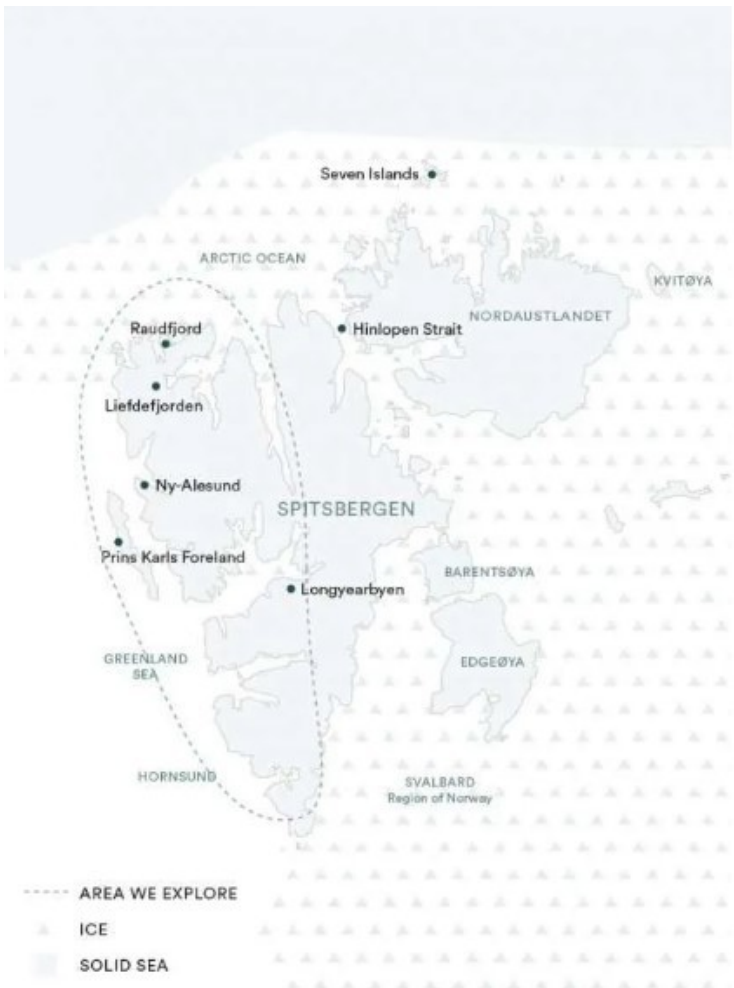 Seven Islands
ARCTIC OCEAN
KVITØYA
NORDAUSTLANDET
Raudfjord
Hinlopen Strait
Liefdefjorden
Ny-Alesund
SPITSBERGEN
Prins Karls Foreland
BARENTSØYA
Longyearbyen
GREENLAND
SEA
EDGEØYA
HORNSUND
SVALBARD
Region of Norway
AREA WE EXPLORE
ICE
SOLID SEA